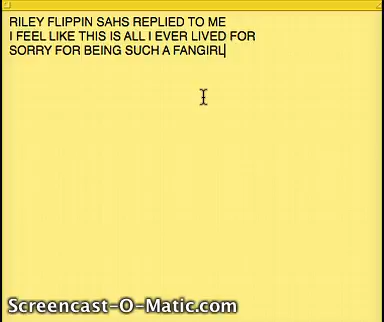 RILEY FLIPPIN SAHS REPLIED TO ME
I FEEL LIKE THIS IS ALL I EVER LIVED FOR
SORRY FOR BEING SUCH A FANGIRL
Screencast-O-Matic.com